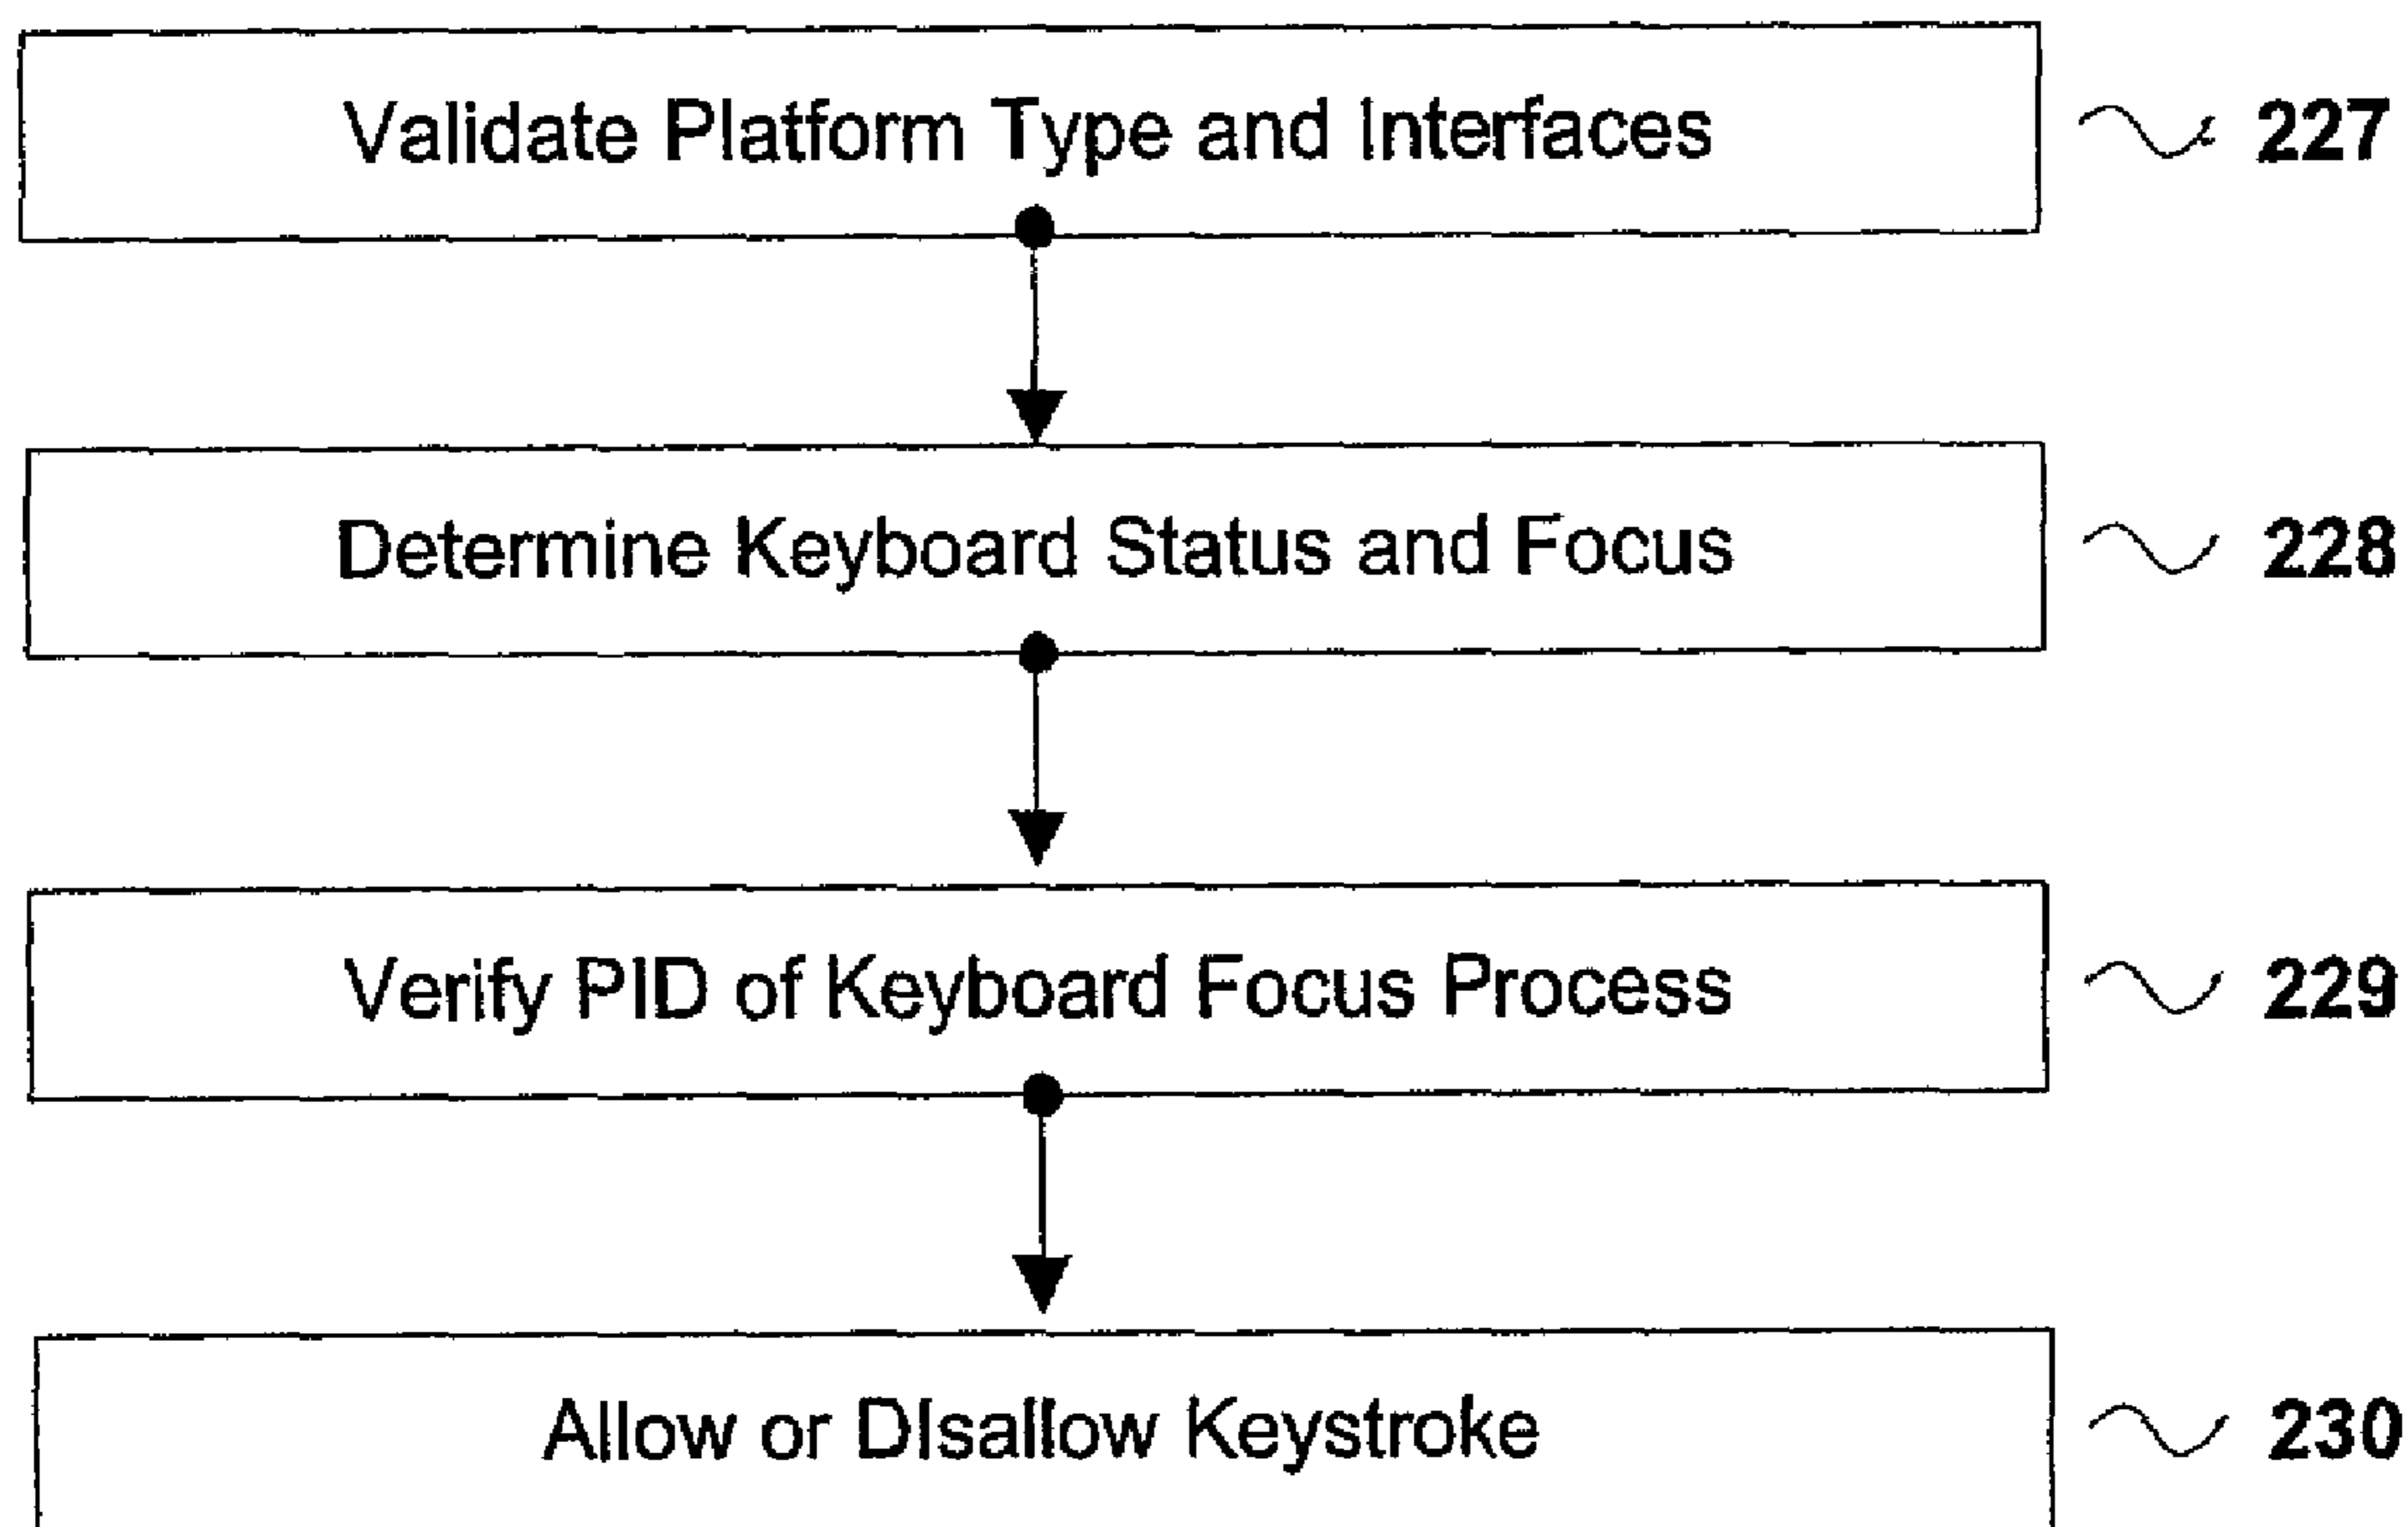 Validate Platform Type and Interfaces 227
Determine Keyboard Status and Focus 228
Verify PID of Keyboard Focus Process 229
Allow or DIsallow Keystroke 230